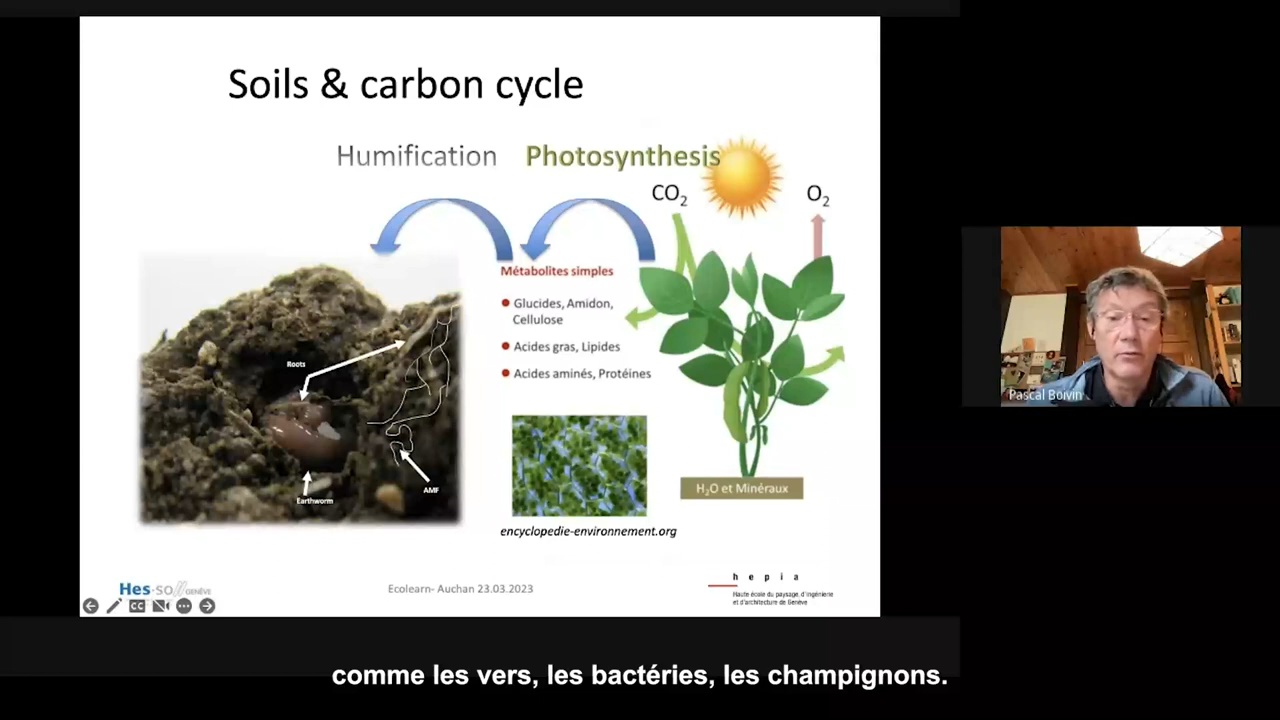 Soils & carbon cycle
Humification
Photosynthesis
CO₂
O₂
Métabolites simples
Glucides, Amidon,
Cellulose
Acides gras, Lipides
Acides aminés, Protéines
Roots
Earthworm
AMF
H₂O et Minéraux
encyclopedie-environnement.org
Hes·so GENÈVE
Ecolearn- Auchan 23.03.2023
h e p i a
Haute école du paysage, d'ingénierie
et d'architecture de Genève
CC
Pascal Boivin
comme les vers, les bactéries, les champignons.